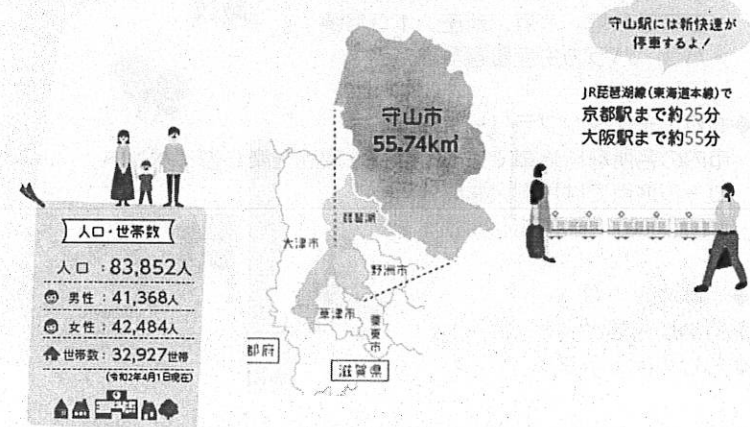 守山駅には新快速が
停車するよ！
JR琵琶湖線(東海道本線)で
京都駅まで約25分
大阪駅まで約55分
守山市
55.74km²
琵琶湖
大津市
野洲市
草津市
栗東市
都府
滋賀県
人口・世帯数
人口：83,852人
男性：41,368人
女性：42,484人
世帯数：32,927世帯
(令和2年4月1日現在)